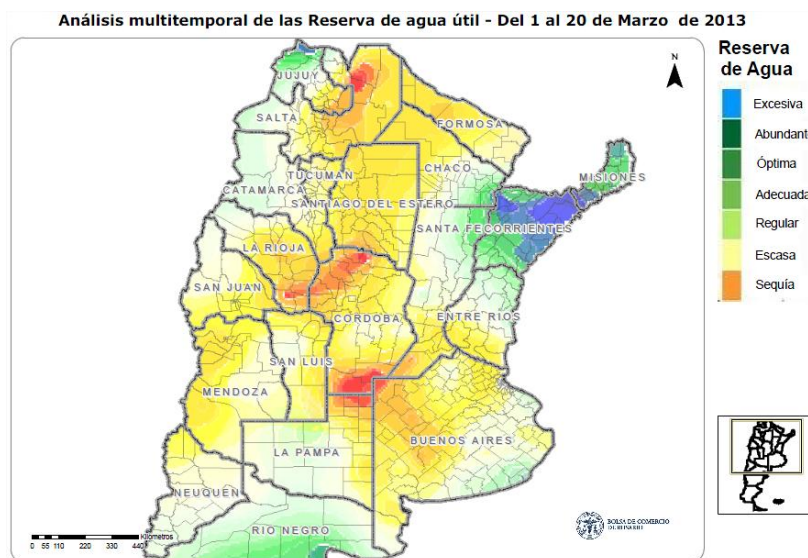 Análisis multitemporal de las Reserva de agua útil - Del 1 al 20 de Marzo de 2013
Reserva
de Agua
Excesiva
Abundant
Óptima
Adecuada
Regular
Escasa
Sequía
N
JUJUY
SALTA
FORMOSA
CHACO
MISIONES
TUCUMAN
CATAMARCA
SANTIAGO DEL ESTERO
SANTA FECORRIENTES
LA RIOJA
SAN JUAN
CORDOBA
ENTRE RIOS
SAN LUIS
MENDOZA
BUENOS AIRES
LA PAMPA
NEUQUEN
RIO NEGRO
Kilometros
0 55 110 220 330 440
BOLSA DE COMERCIO
DE ROSARIO